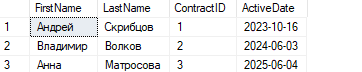 FirstName LastName ContractID ActiveDate
1 Андрей Скрибцов 1 2023-10-16
2 Владимир Волков 2 2024-06-03
3 Анна Матросова 3 2025-06-04